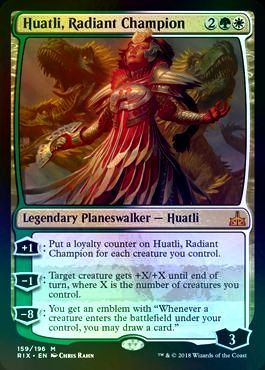 Huatli, Radiant Champion 2
Legendary Planeswalker — Huatli
+1 Put a loyalty counter on Huatli, Radiant
Champion for each creature you control.
-1 Target creature gets +X/+X until end of
turn, where X is the number of creatures
you control.
-8 You get an emblem with "Whenever a
creature enters the battlefield under your
control, you may draw a card."
3
159/196 M
RIX • EN Chris Rahn
™ & © 2018 Wizards of the Coast